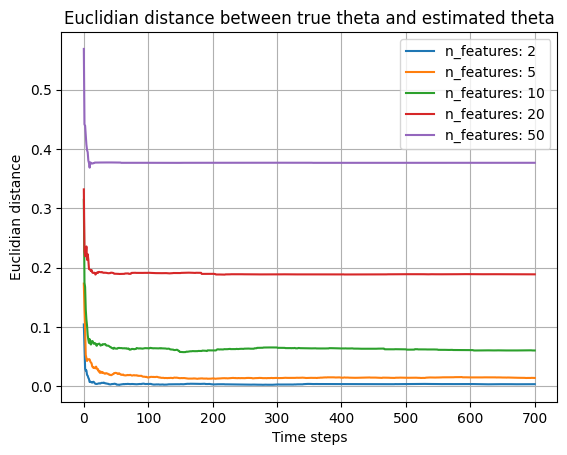 Euclidian distance between true theta and estimated theta
n_features: 2
n_features: 5
n_features: 10
n_features: 20
n_features: 50
Euclidian distance
0.5
0.4
0.3
0.2
0.1
0.0
0 100 200 300 400 500 600 700
Time steps